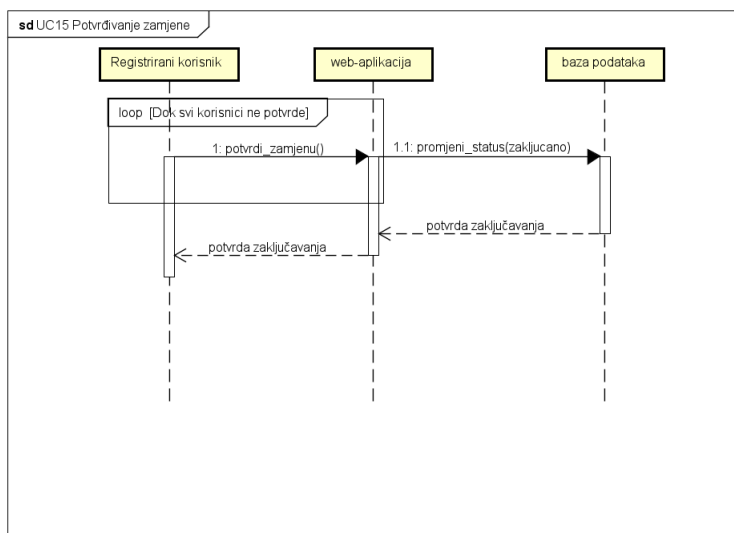 sd UC15 Potvrđivanje zamjene
Registrirani korisnik
web-aplikacija
baza podataka
loop [Dok svi korisnici ne potvrde]
1: potvrdi_zamjenu()
1.1: promjeni_status(zakljucano)
potvrda zaključavanja
potvrda zaključavanja